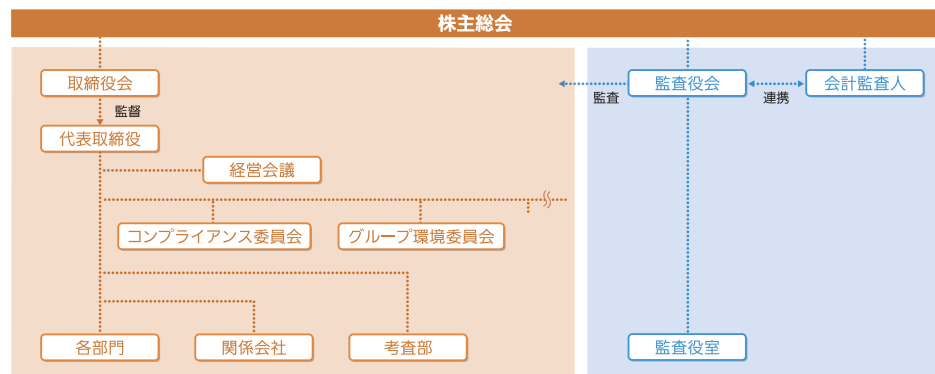 株主総会
取締役会
監査役会
会計監査人
監査
連携
監督
代表取締役
経営会議
コンプライアンス委員会
グループ環境委員会
各部門
関係会社
考査部
監査役室